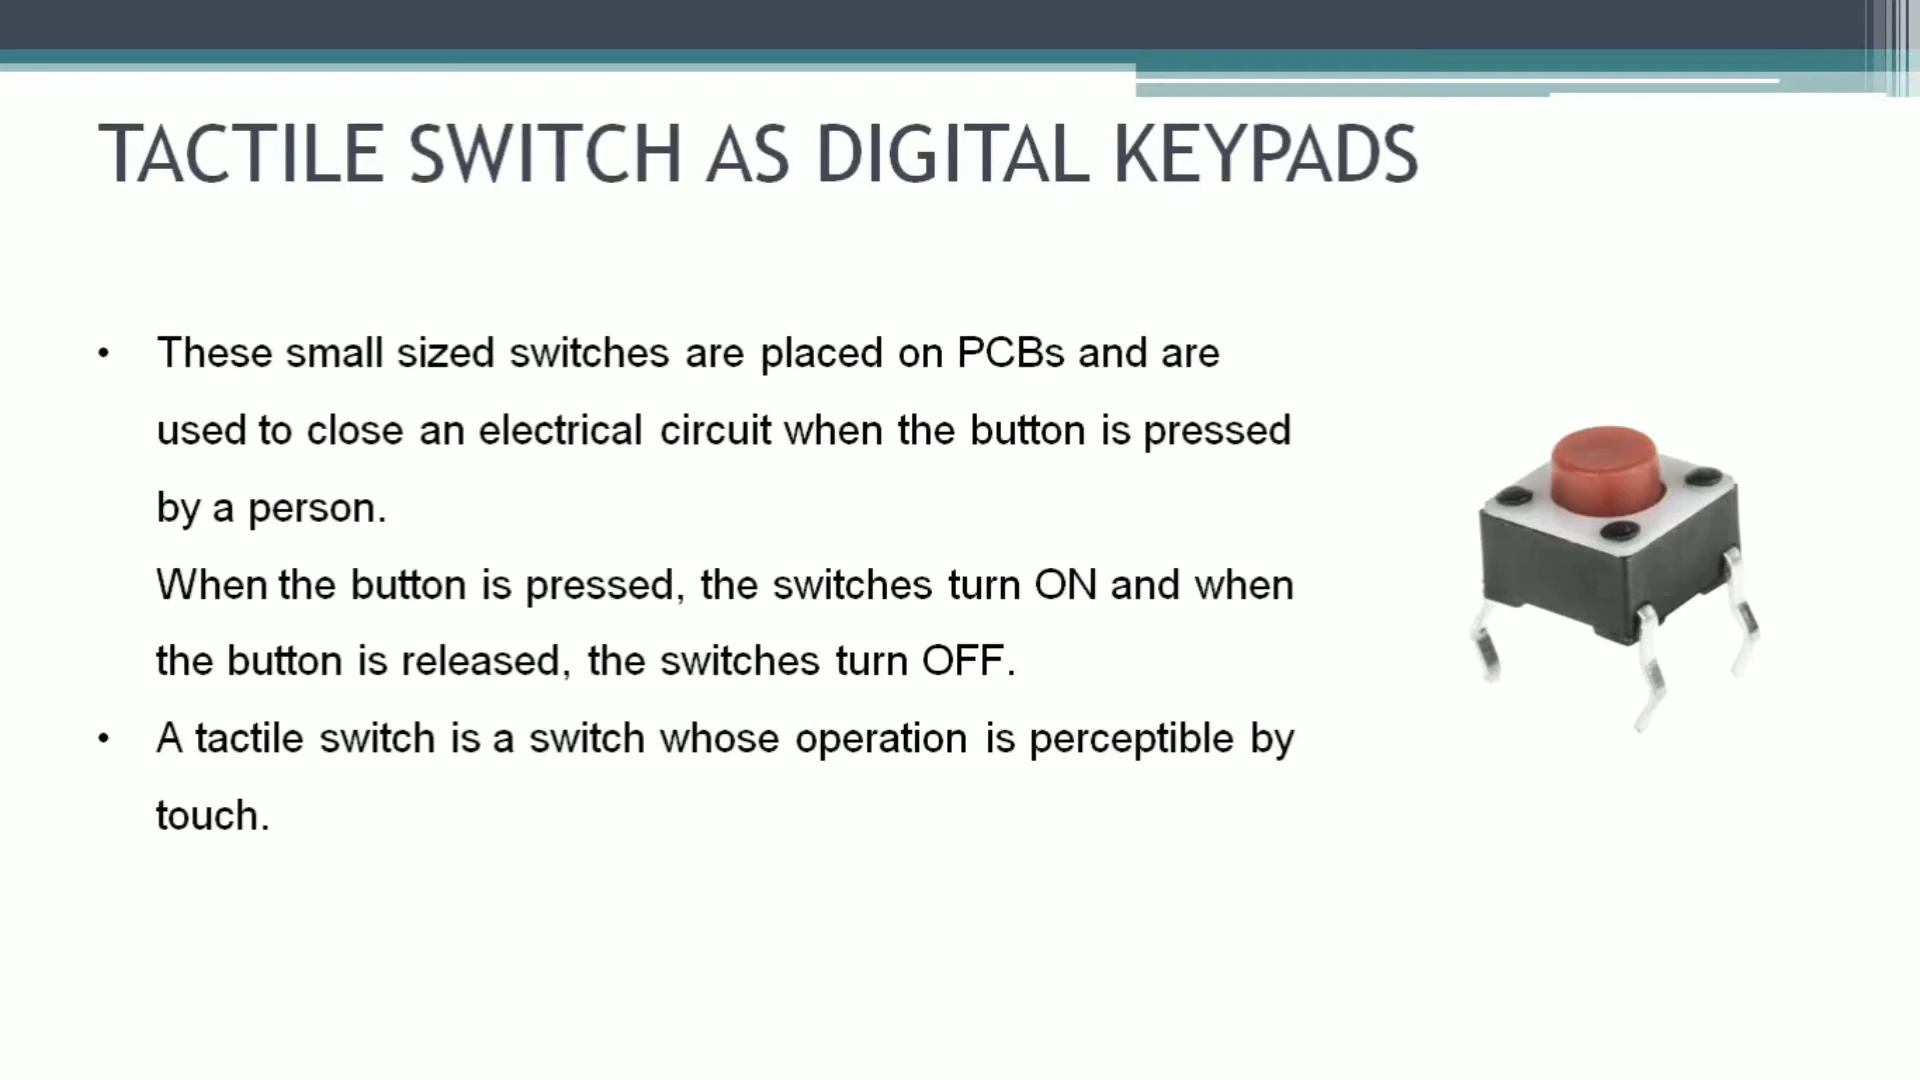 TACTILE SWITCH AS DIGITAL KEYPADS
• These small sized switches are placed on PCBs and are
used to close an electrical circuit when the button is pressed
by a person.
When the button is pressed, the switches turn ON and when
the button is released, the switches turn OFF.
• A tactile switch is a switch whose operation is perceptible by
touch.